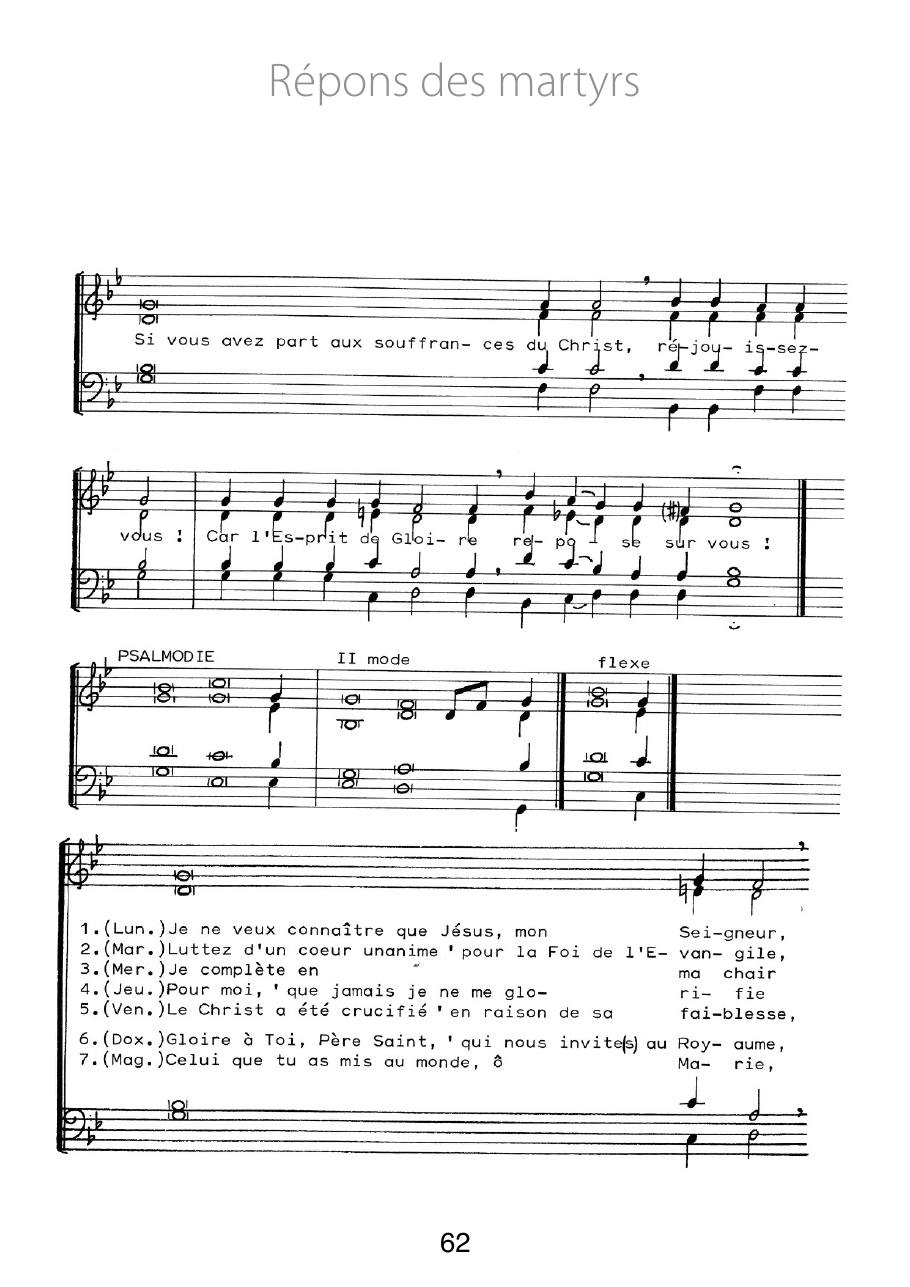 Répons des martyrs
Si vous avez part aux souffran- ces du Christ, ré-jou- is-sez-
vous ! Car l'Es-prit de Gloi- re re- po - se sur vous !
PSALMODIE II mode flexe
1.(Lun.)Je ne veux connaître que Jésus, mon Sei-gneur,
2.(Mar.)Luttez d'un coeur unanime ' pour la Foi de l'E- van- gile,
3.(Mer.)Je complète en ma chair
4.(Jeu.)Pour moi, ' que jamais je ne me glo- ri- fie
5.(Ven.)Le Christ a été crucifié ' en raison de sa fai-blesse,
6.(Dox.)Gloire à Toi, Père Saint, ' qui nous invite(s) au Roy- aume,
7.(Mag.)Celui que tu as mis au monde, ô Ma- rie,
62